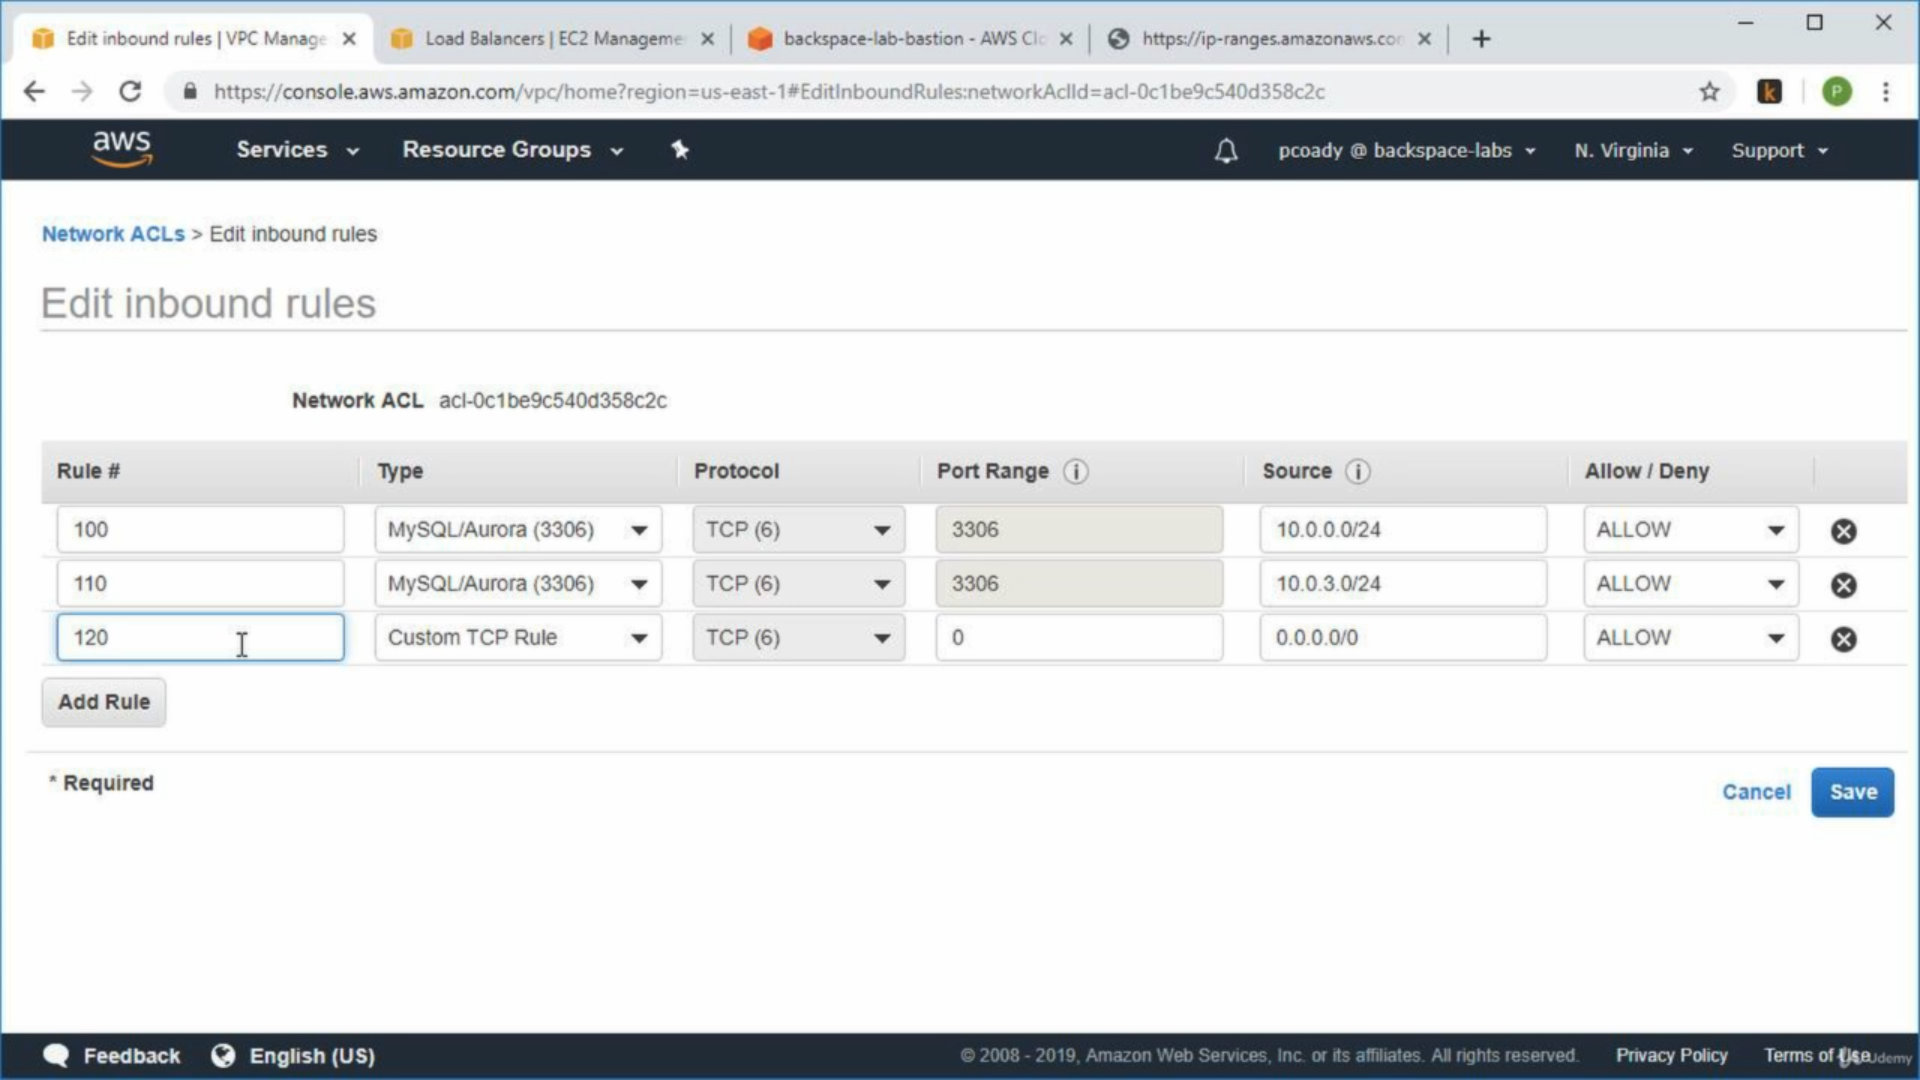 Edit inbound rules | VPC Manage
Load Balancers | EC2 Manageme
backspace-lab-bastion - AWS Clo
https://ip-ranges.amazonaws.co
https://console.aws.amazon.com/vpc/home?region=us-east-1#EditInboundRules:networkAclId=acl-0c1be9c540d358c2c
k
P
aws
Services
Resource Groups
pcoady @ backspace-labs
N. Virginia
Support
Network ACLs > Edit inbound rules
Edit inbound rules
Network ACL acl-0c1be9c540d358c2c
Rule # Type Protocol Port Range i Source i Allow / Deny
100 MySQL/Aurora (3306) TCP (6) 3306 10.0.0.0/24 ALLOW
110 MySQL/Aurora (3306) TCP (6) 3306 10.0.3.0/24 ALLOW
120 Custom TCP Rule TCP (6) 0 0.0.0.0/0 ALLOW
Add Rule
* Required
Cancel
Save
Feedback
English (US)
© 2008 - 2019, Amazon Web Services, Inc. or its affiliates. All rights reserved.
Privacy Policy
Terms of Use
Udemy